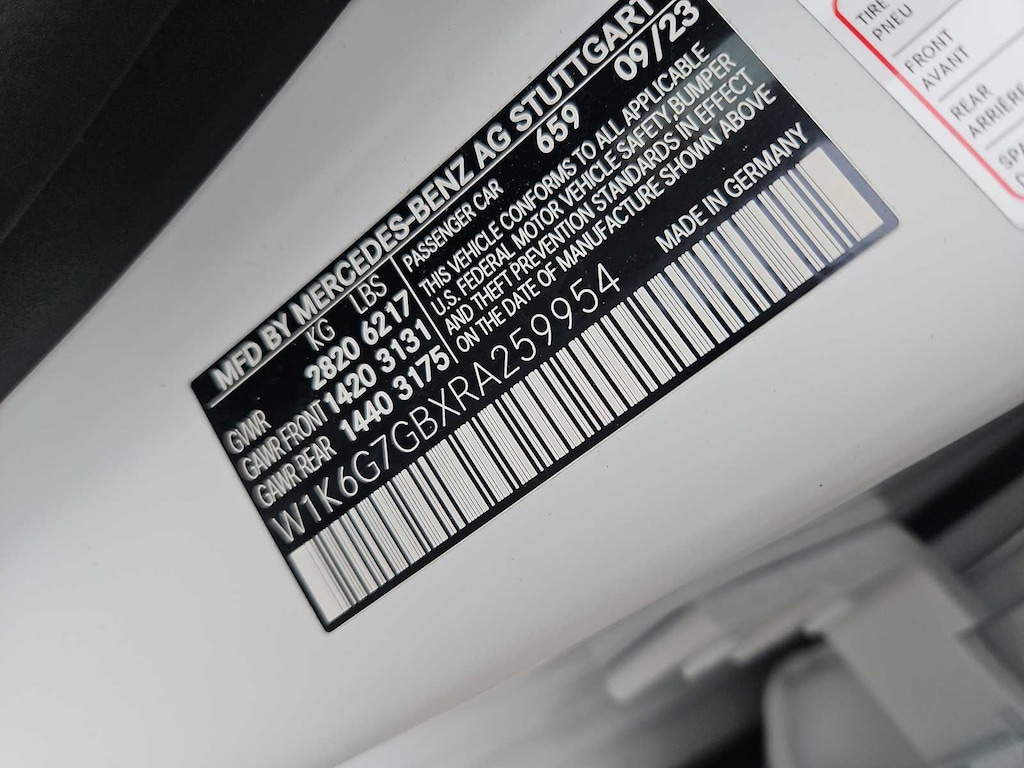 MFD BY MERCEDES-BENZ AG STUTTGART
KG LBS 659 09/23
GVWR 2820 6217
GAWR FRONT 1420 3131
GAWR REAR 1440 3175
PASSENGER CAR
THIS VEHICLE CONFORMS TO ALL APPLICABLE
U.S. FEDERAL MOTOR VEHICLE SAFETY, BUMPER
AND THEFT PREVENTION STANDARDS IN EFFECT
ON THE DATE OF MANUFACTURE SHOWN ABOVE
MADE IN GERMANY
W1K6G7GBXRA259954
TIRE
PNEU
FRONT
AVANT
REAR
ARRIÈRE